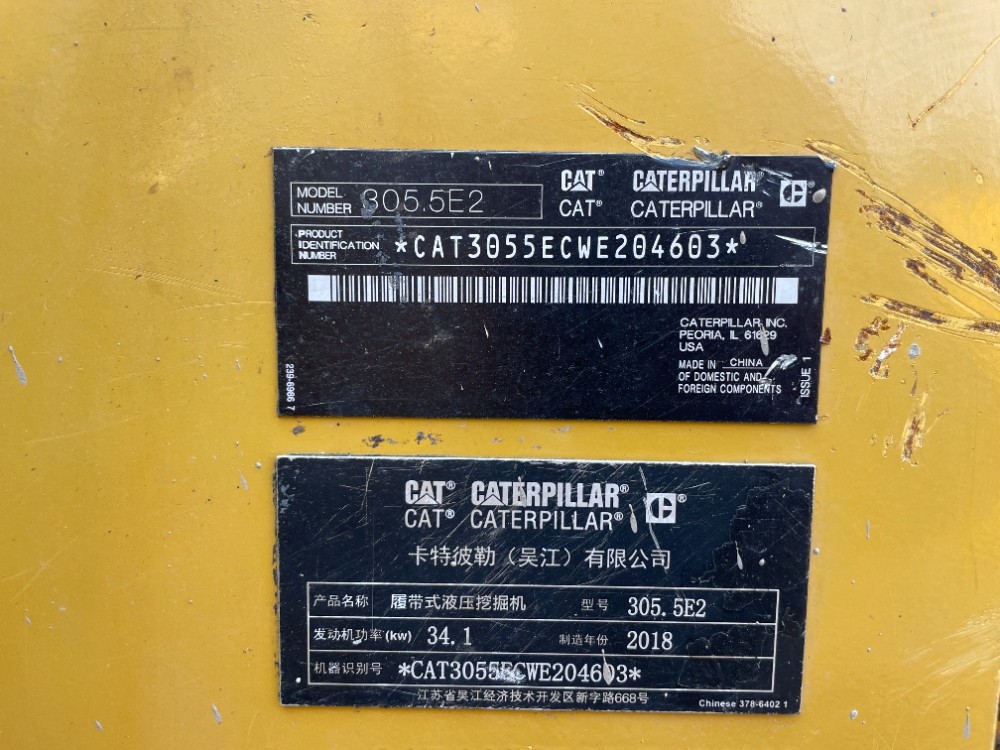 MODEL NUMBER 305.5E2
CAT® CATERPILLAR®
CAT® CATERPILLAR®
PRODUCT IDENTIFICATION NUMBER *CAT3055ECWE204603*
CATERPILLAR INC.
PEORIA, IL 61629
USA
MADE IN CHINA
OF DOMESTIC AND
FOREIGN COMPONENTS
239-6966 7
ISSUE 1
CAT® CATERPILLAR®
CAT® CATERPILLAR®
卡特彼勒（吴江）有限公司
产品名称 履带式液压挖掘机 型号 305.5E2
发动机功率(kw) 34.1 制造年份 2018
机器识别号 *CAT3055ECWE204603*
江苏省吴江经济技术开发区新字路668号
Chinese 378-6402 1